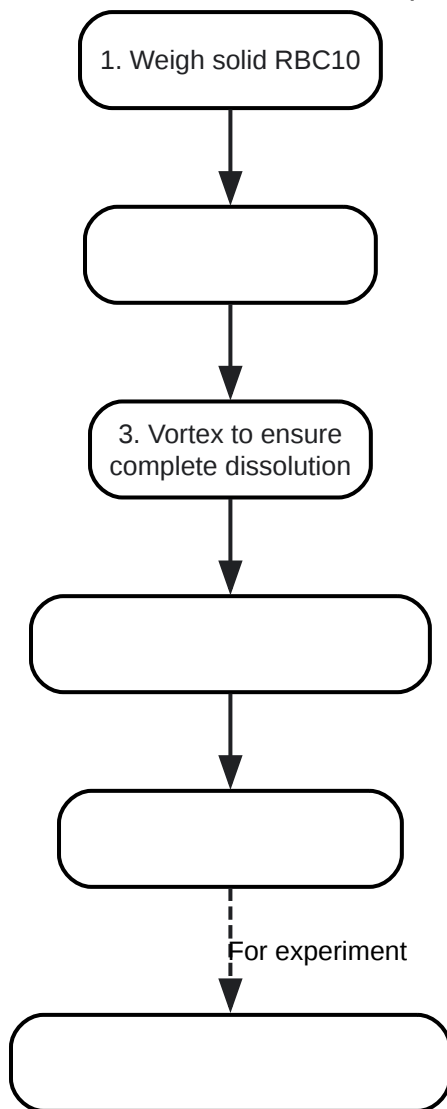 1. Weigh solid RBC10
3. Vortex to ensure
complete dissolution
For experiment